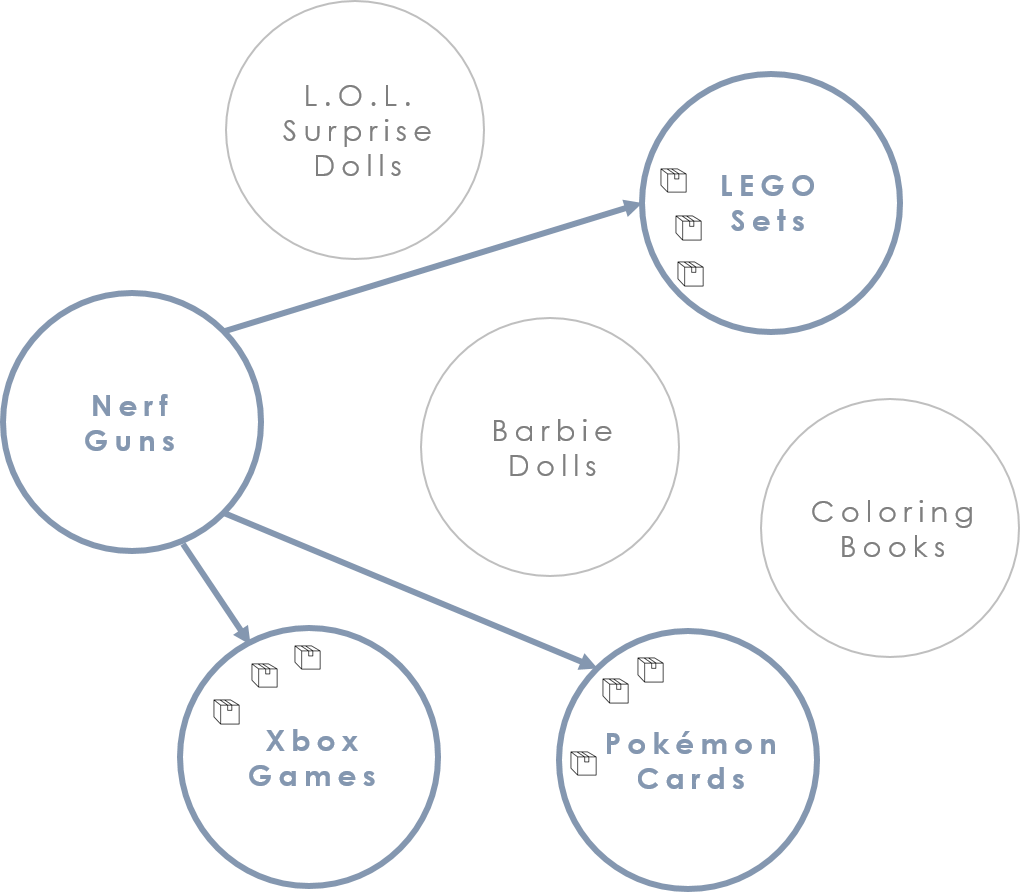 L.O.L.
Surprise
Dolls
LEGO
Sets
Nerf
Guns
Barbie
Dolls
Coloring
Books
Xbox
Games
Pokémon
Cards